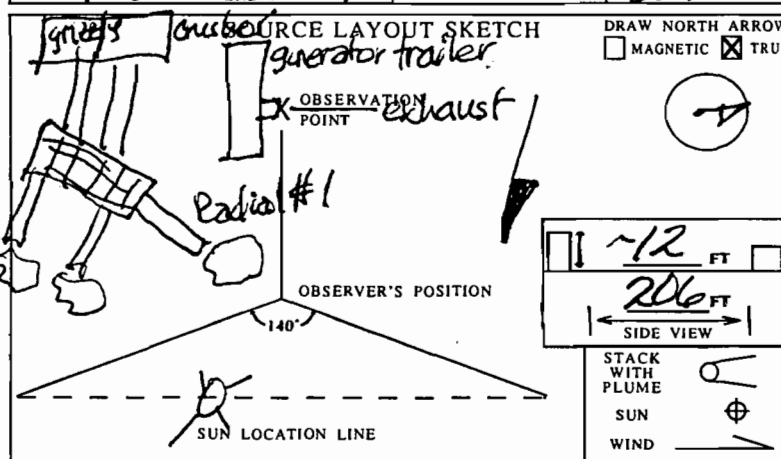 SOURCE LAYOUT SKETCH
DRAW NORTH ARROW
MAGNETIC TRU
crusher
generator trailer
X OBSERVATION POINT exhaust
Radial #1
OBSERVER'S POSITION
140°
SUN LOCATION LINE
~12 FT
206 FT
SIDE VIEW
STACK
WITH
PLUME
SUN
WIND